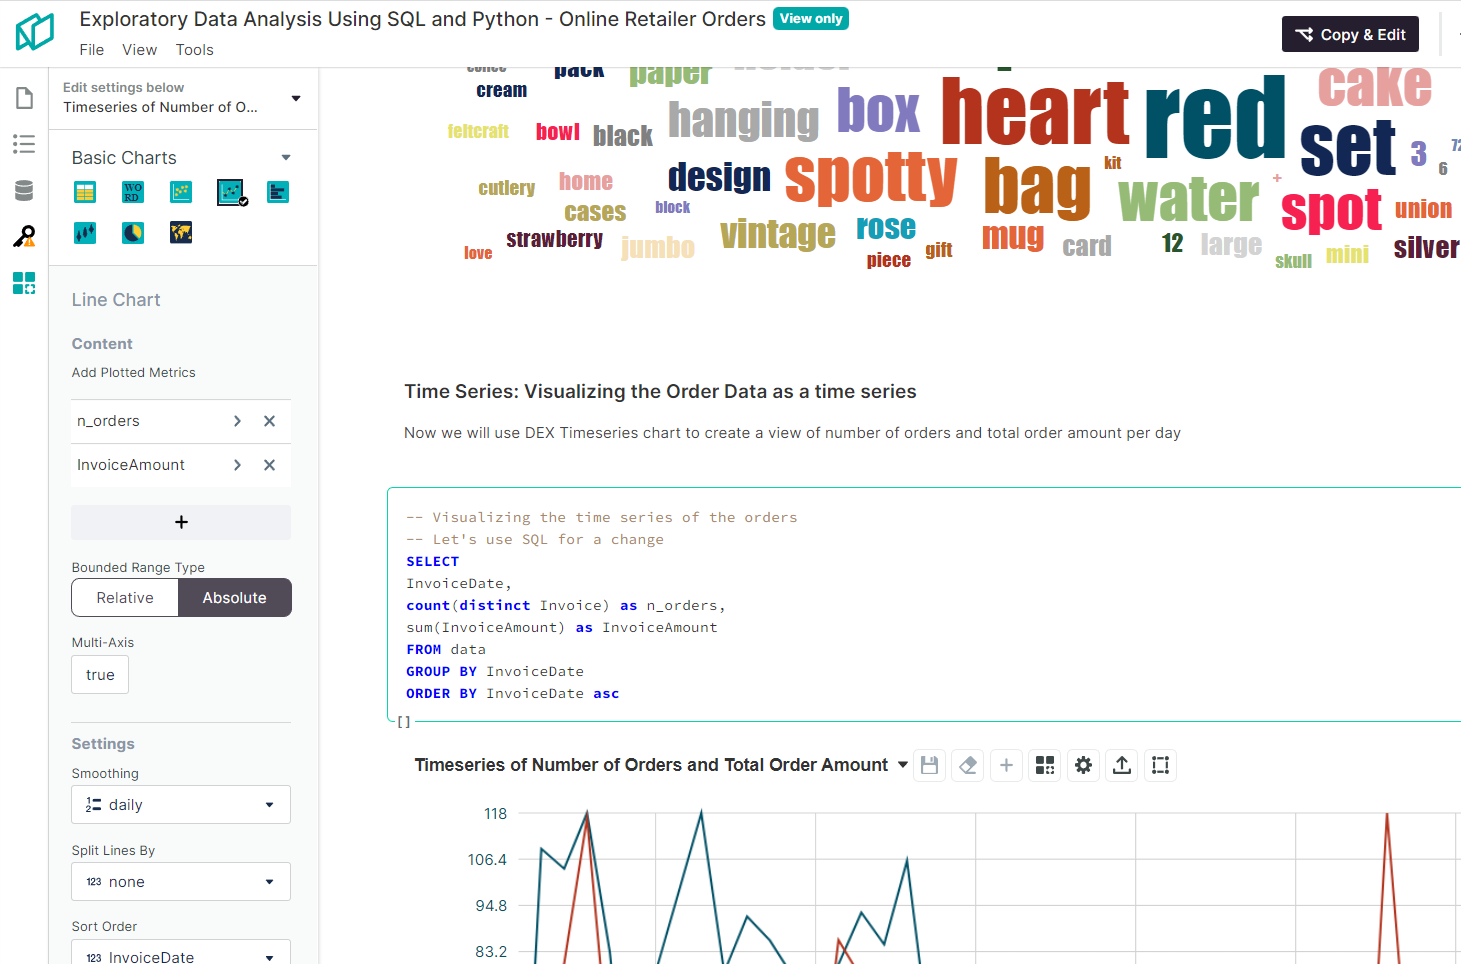 Exploratory Data Analysis Using SQL and Python - Online Retailer Orders View only
File View Tools
Copy & Edit
Edit settings below
Timeseries of Number of O...
Basic Charts
WO
RD
Line Chart
Content
Add Plotted Metrics
n_orders
InvoiceAmount
+
Bounded Range Type
Relative Absolute
Multi-Axis
true
Settings
Smoothing
daily
Split Lines By
123 none
Sort Order
123 InvoiceDate
pack paper
cream hanging box heart red cake
feltcraft bowl black set 3 72
design spotty bag kit 6
cutlery home water + spot union
cases block
vintage rose mug card 12 large silver
love strawberry jumbo piece gift skull mini
Time Series: Visualizing the Order Data as a time series
Now we will use DEX Timeseries chart to create a view of number of orders and total order amount per day
-- Visualizing the time series of the orders
-- Let's use SQL for a change
SELECT
InvoiceDate,
count(distinct Invoice) as n_orders,
sum(InvoiceAmount) as InvoiceAmount
FROM data
GROUP BY InvoiceDate
ORDER BY InvoiceDate asc
[]
Timeseries of Number of Orders and Total Order Amount
118
106.4
94.8
83.2